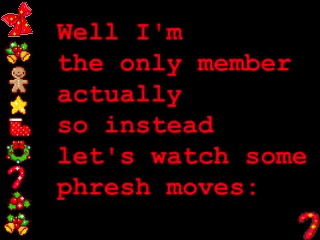 Well I'm
the only member
actually
so instead
let's watch some
phresh moves: